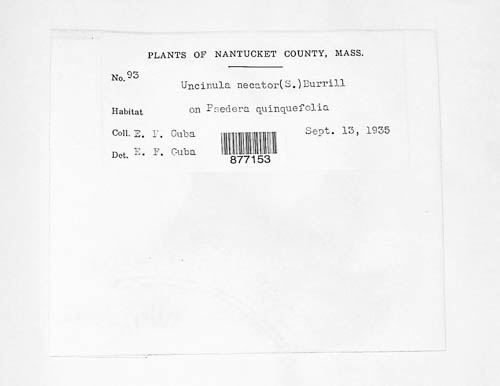 PLANTS OF NANTUCKET COUNTY, MASS.
No. 93
Uncinula necator(S.)Burrill
Habitat on Psedera quinquefolia
Coll. E. F. Guba Sept. 13, 1935
Det. E. F. Guba
877153